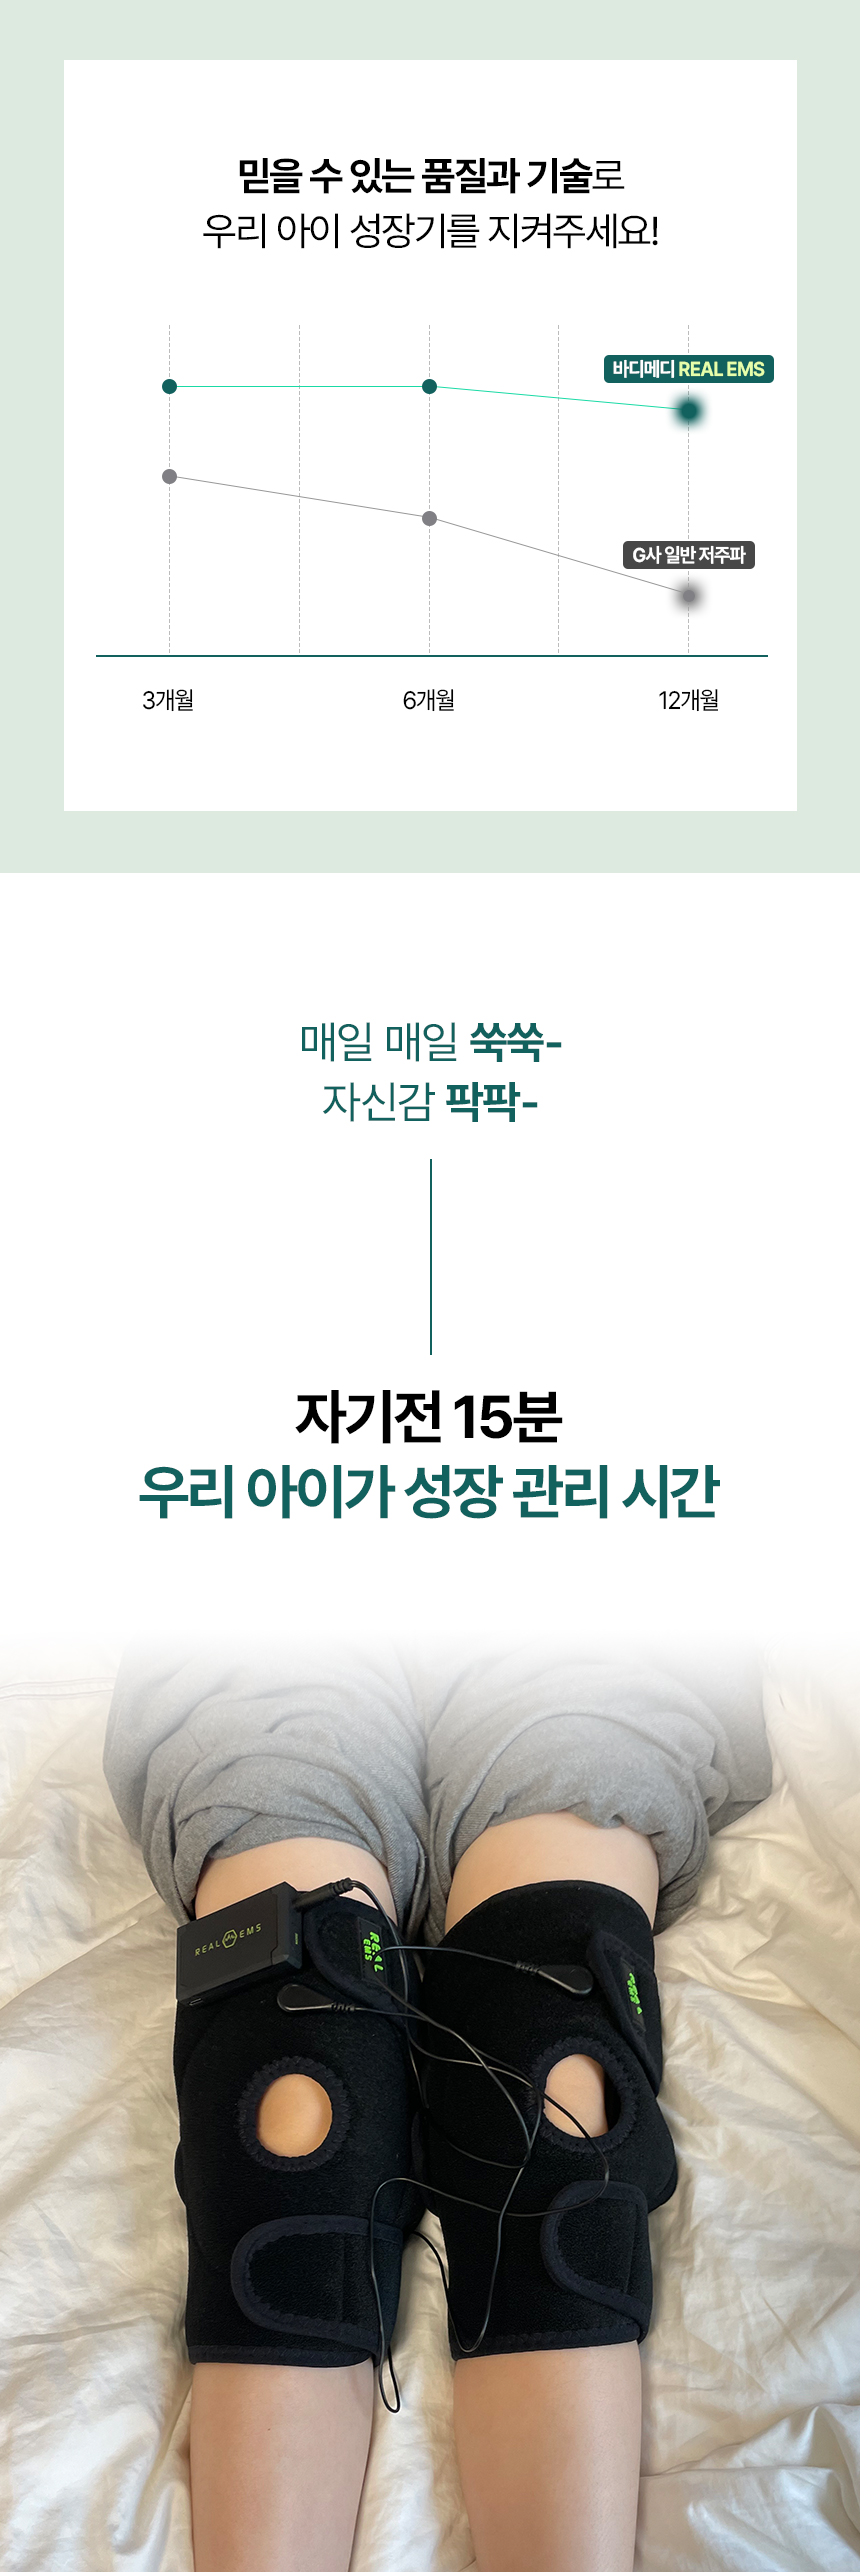 믿을 수 있는 품질과 기술로
우리 아이 성장기를 지켜주세요!
바디메디 REAL EMS
G사 일반 저주파
3개월 6개월 12개월
매일 매일 쑥쑥-
자신감 팍팍-
자기전 15분
우리 아이가 성장 관리 시간
REAL EMS
REAL
EMS